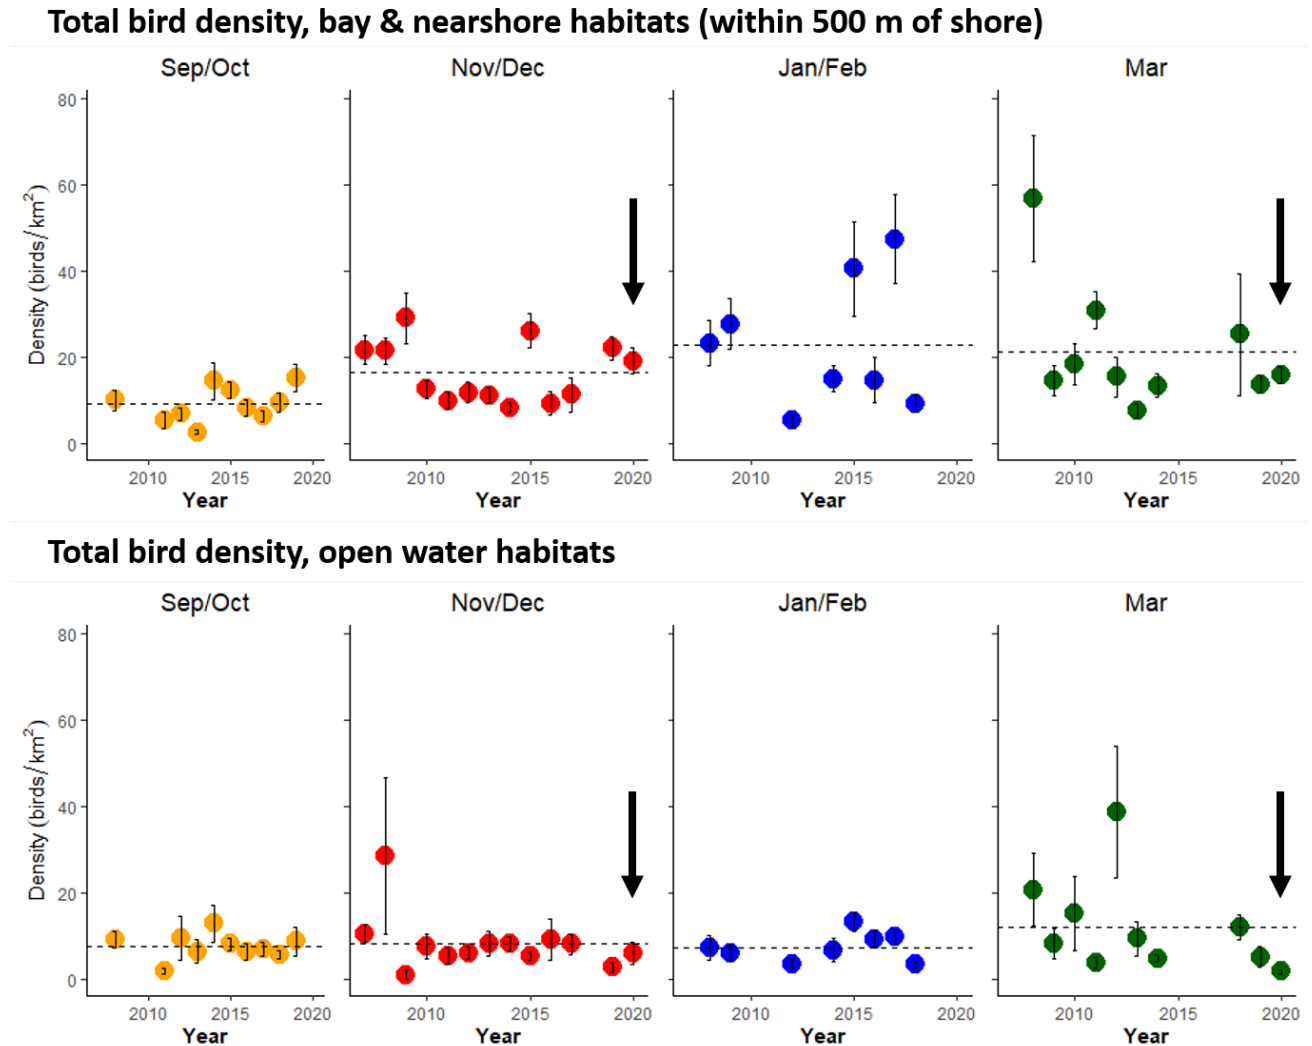 Total bird density, bay & nearshore habitats (within 500 m of shore)
Sep/Oct Nov/Dec Jan/Feb Mar
Density (birds/km²)
80
60
40
20
0
2010 2015 2020 2010 2015 2020 2010 2015 2020 2010 2015 2020
Year Year Year Year
Total bird density, open water habitats
Sep/Oct Nov/Dec Jan/Feb Mar
Density (birds/km²)
80
60
40
20
0
2010 2015 2020 2010 2015 2020 2010 2015 2020 2010 2015 2020
Year Year Year Year